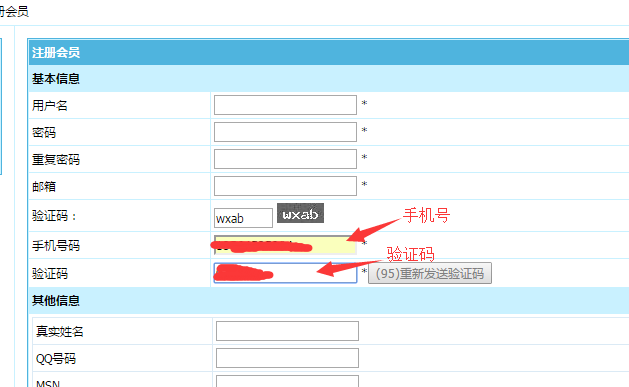 册会员
注册会员
基本信息
用户名 *
密码 *
重复密码 *
邮箱 *
验证码： wxab wxab
手机号
手机号码 *
验证码
验证码 * (95)重新发送验证码
其他信息
真实姓名
QQ号码
MSN